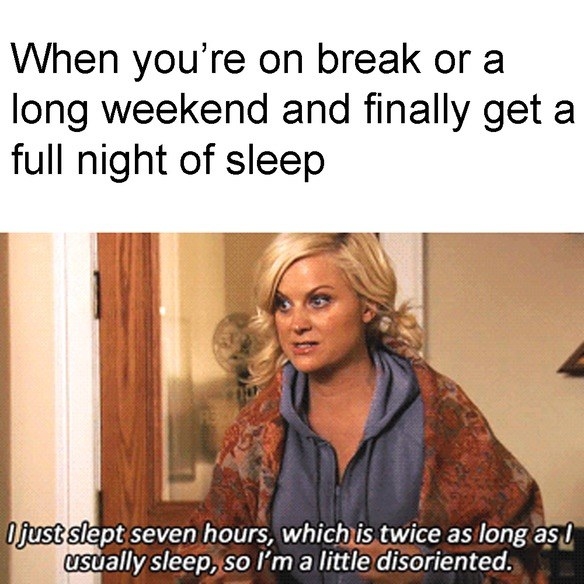 When you’re on break or a
long weekend and finally get a
full night of sleep
I just slept seven hours, which is twice as long as I
usually sleep, so I'm a little disoriented.